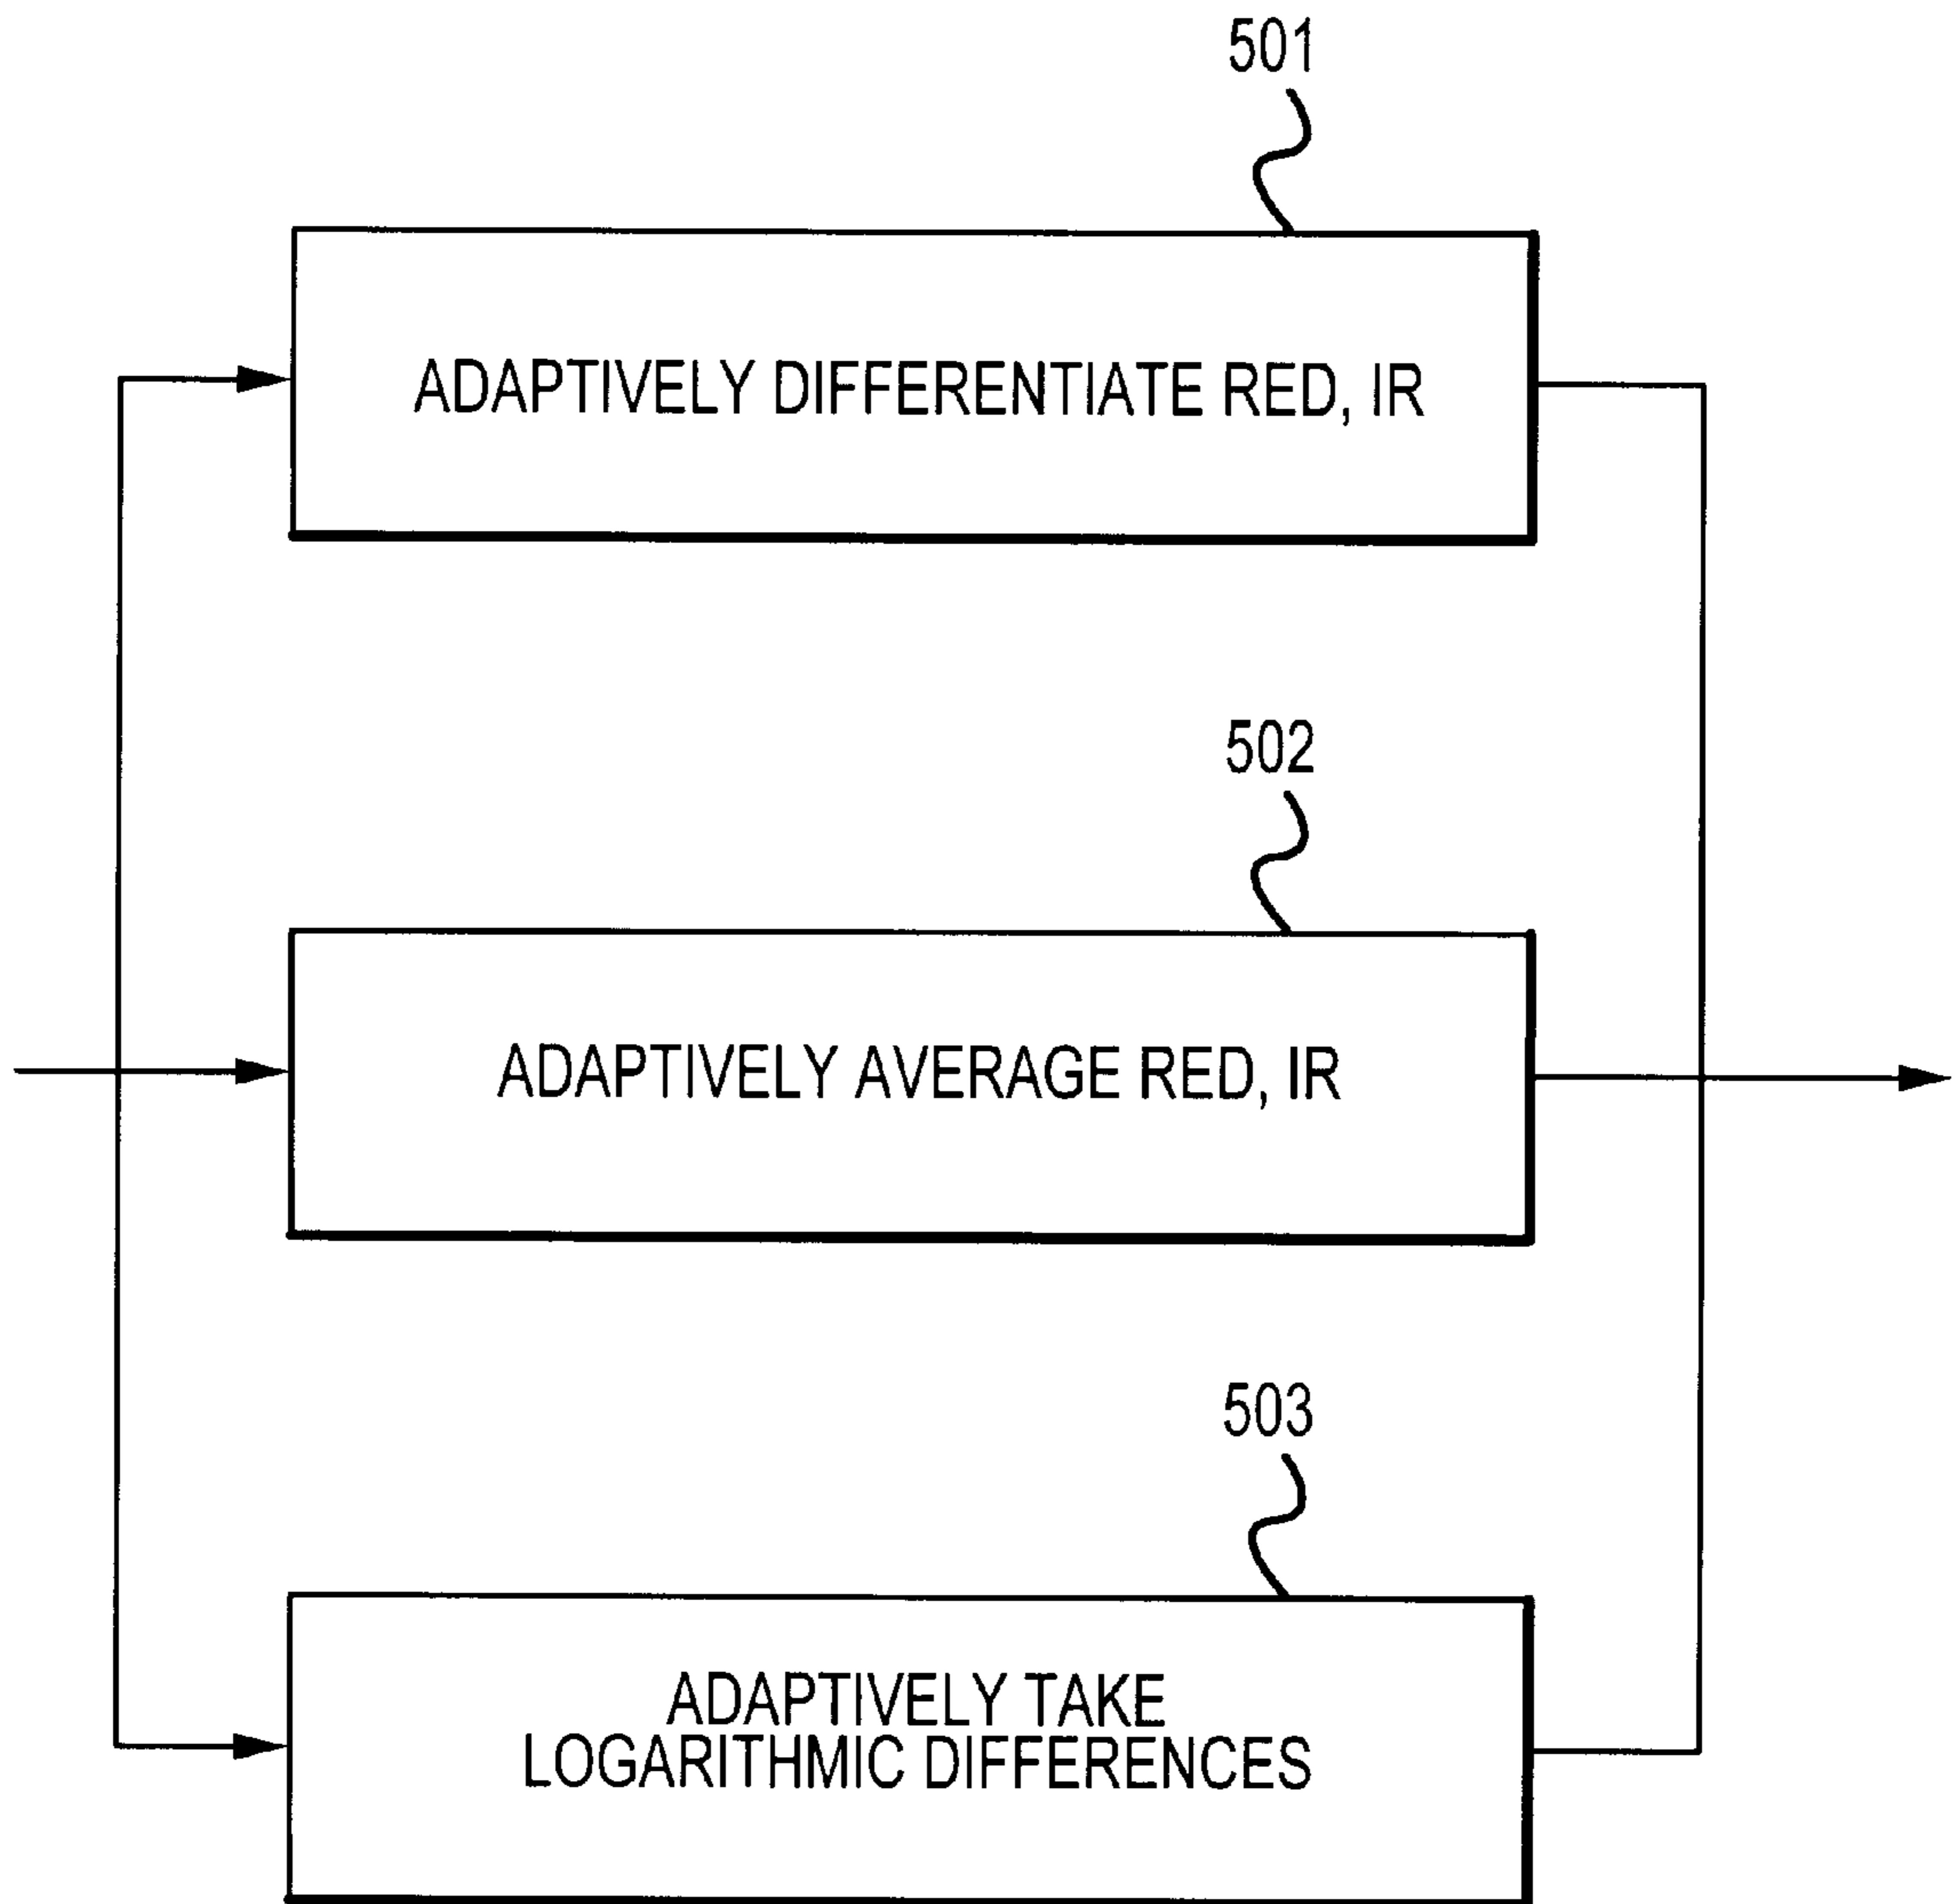 501
ADAPTIVELY DIFFERENTIATE RED, IR
502
ADAPTIVELY AVERAGE RED, IR
503
ADAPTIVELY TAKE
LOGARITHMIC DIFFERENCES